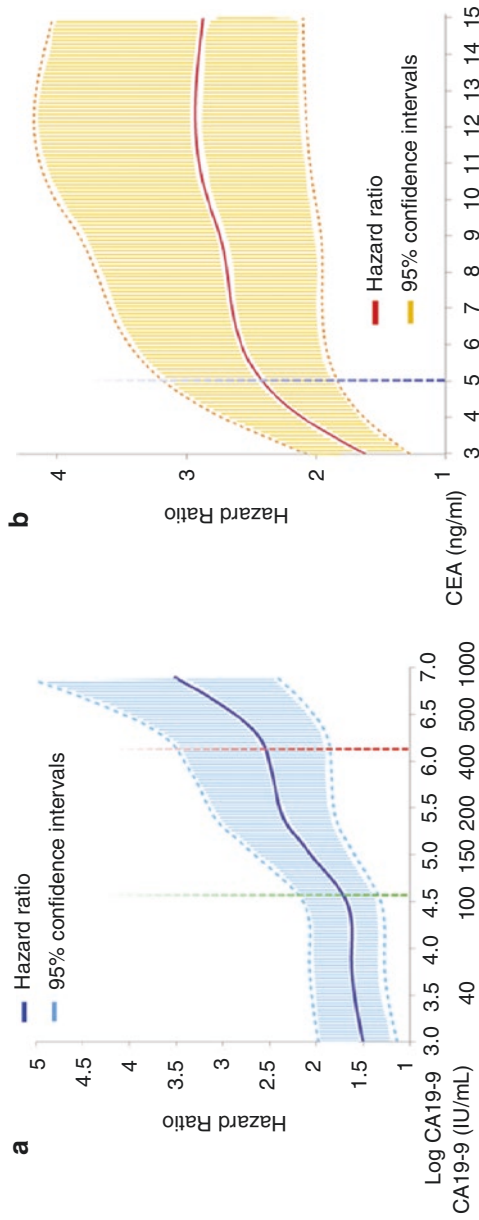 a
Hazard ratio
95% confidence intervals
Hazard Ratio
5
4.5
4
3.5
3
2.5
2
1.5
1
Log CA19-9 3.0 3.5 4.0 4.5 5.0 5.5 6.0 6.5 7.0
CA19-9 (IU/mL) 40 100 150 200 400 500 1000
b
Hazard Ratio
4
3
2
1
Hazard ratio
95% confidence intervals
3 4 5 6 7 8 9 10 11 12 13 14 15
CEA (ng/ml)